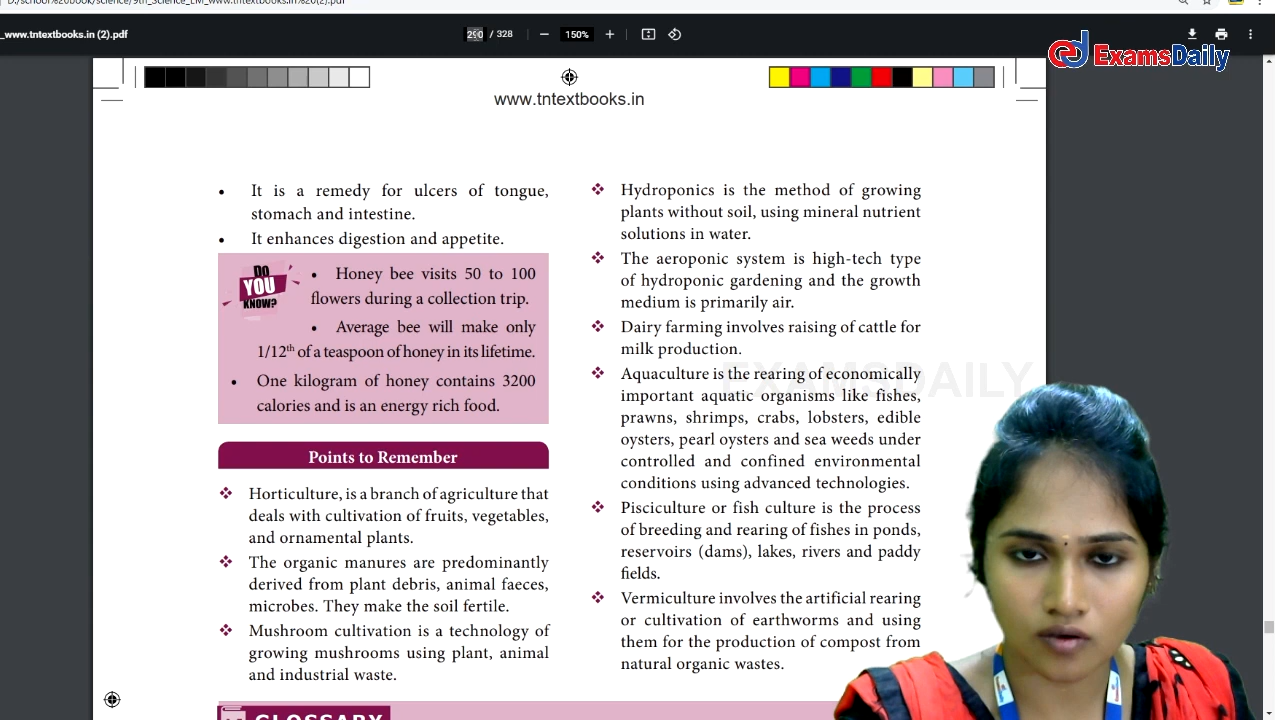 D:/school%20book/science/9th_Science_EM_www.tntextbooks.in%20(2).pdf
_www.tntextbooks.in (2).pdf
290 / 328
150%
ExamsDaily
www.tntextbooks.in
• It is a remedy for ulcers of tongue,
stomach and intestine.
• It enhances digestion and appetite.
DO
YOU
KNOW?
• Honey bee visits 50 to 100
flowers during a collection trip.
• Average bee will make only
1/12th of a teaspoon of honey in its lifetime.
• One kilogram of honey contains 3200
calories and is an energy rich food.
Points to Remember
❖ Horticulture, is a branch of agriculture that
deals with cultivation of fruits, vegetables,
and ornamental plants.
❖ The organic manures are predominantly
derived from plant debris, animal faeces,
microbes. They make the soil fertile.
❖ Mushroom cultivation is a technology of
growing mushrooms using plant, animal
and industrial waste.
❖ Hydroponics is the method of growing
plants without soil, using mineral nutrient
solutions in water.
❖ The aeroponic system is high-tech type
of hydroponic gardening and the growth
medium is primarily air.
❖ Dairy farming involves raising of cattle for
milk production.
❖ Aquaculture is the rearing of economically
important aquatic organisms like fishes,
prawns, shrimps, crabs, lobsters, edible
oysters, pearl oysters and sea weeds under
controlled and confined environmental
conditions using advanced technologies.
❖ Pisciculture or fish culture is the process
of breeding and rearing of fishes in ponds,
reservoirs (dams), lakes, rivers and paddy
fields.
❖ Vermiculture involves the artificial rearing
or cultivation of earthworms and using
them for the production of compost from
natural organic wastes.
EXAMSDAILY
GLOSSARY